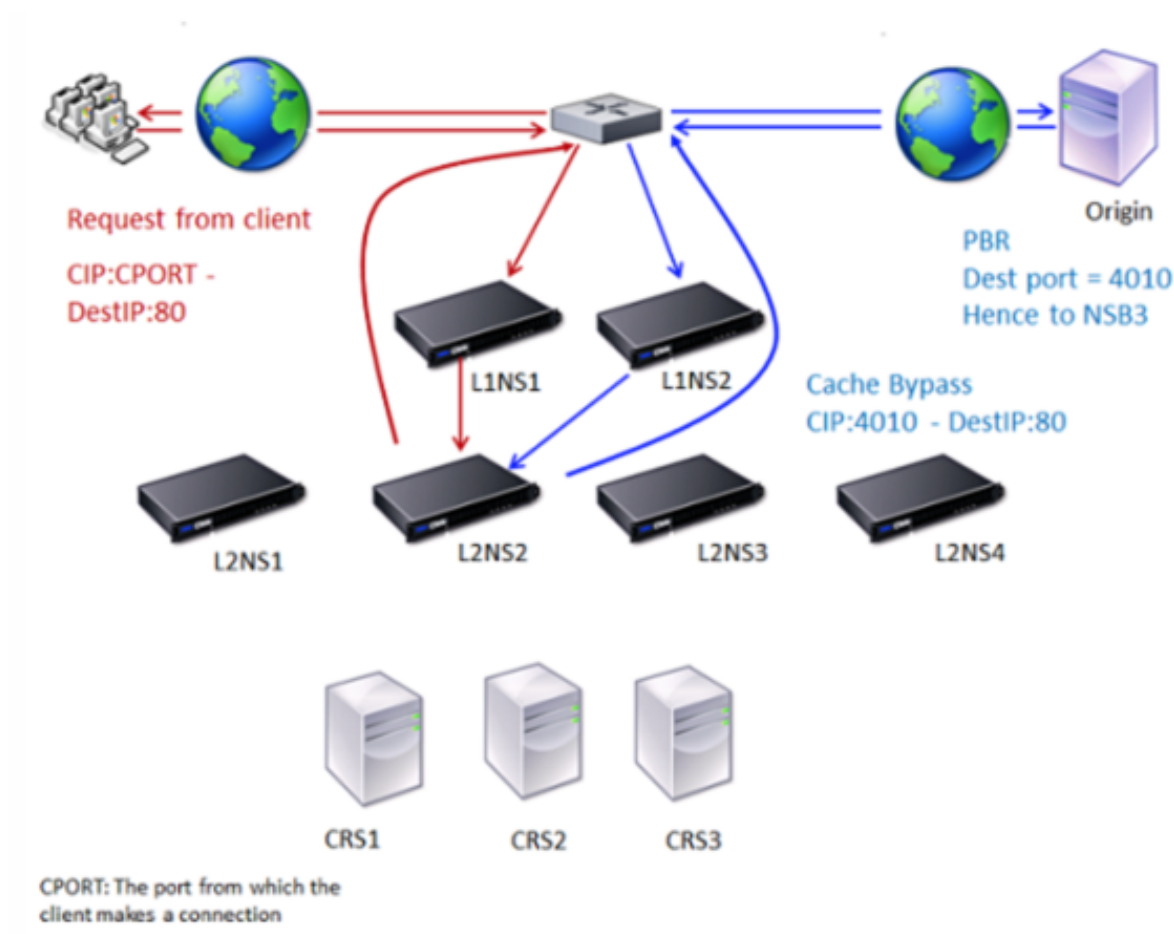 Origin
Request from client
CIP:CPORT -
DestIP:80
PBR
Dest port = 4010
Hence to NSB3
L1NS1
L1NS2
Cache Bypass
CIP:4010 - DestIP:80
L2NS1
L2NS2
L2NS3
L2NS4
CRS1
CRS2
CRS3
CPORT: The port from which the
client makes a connection